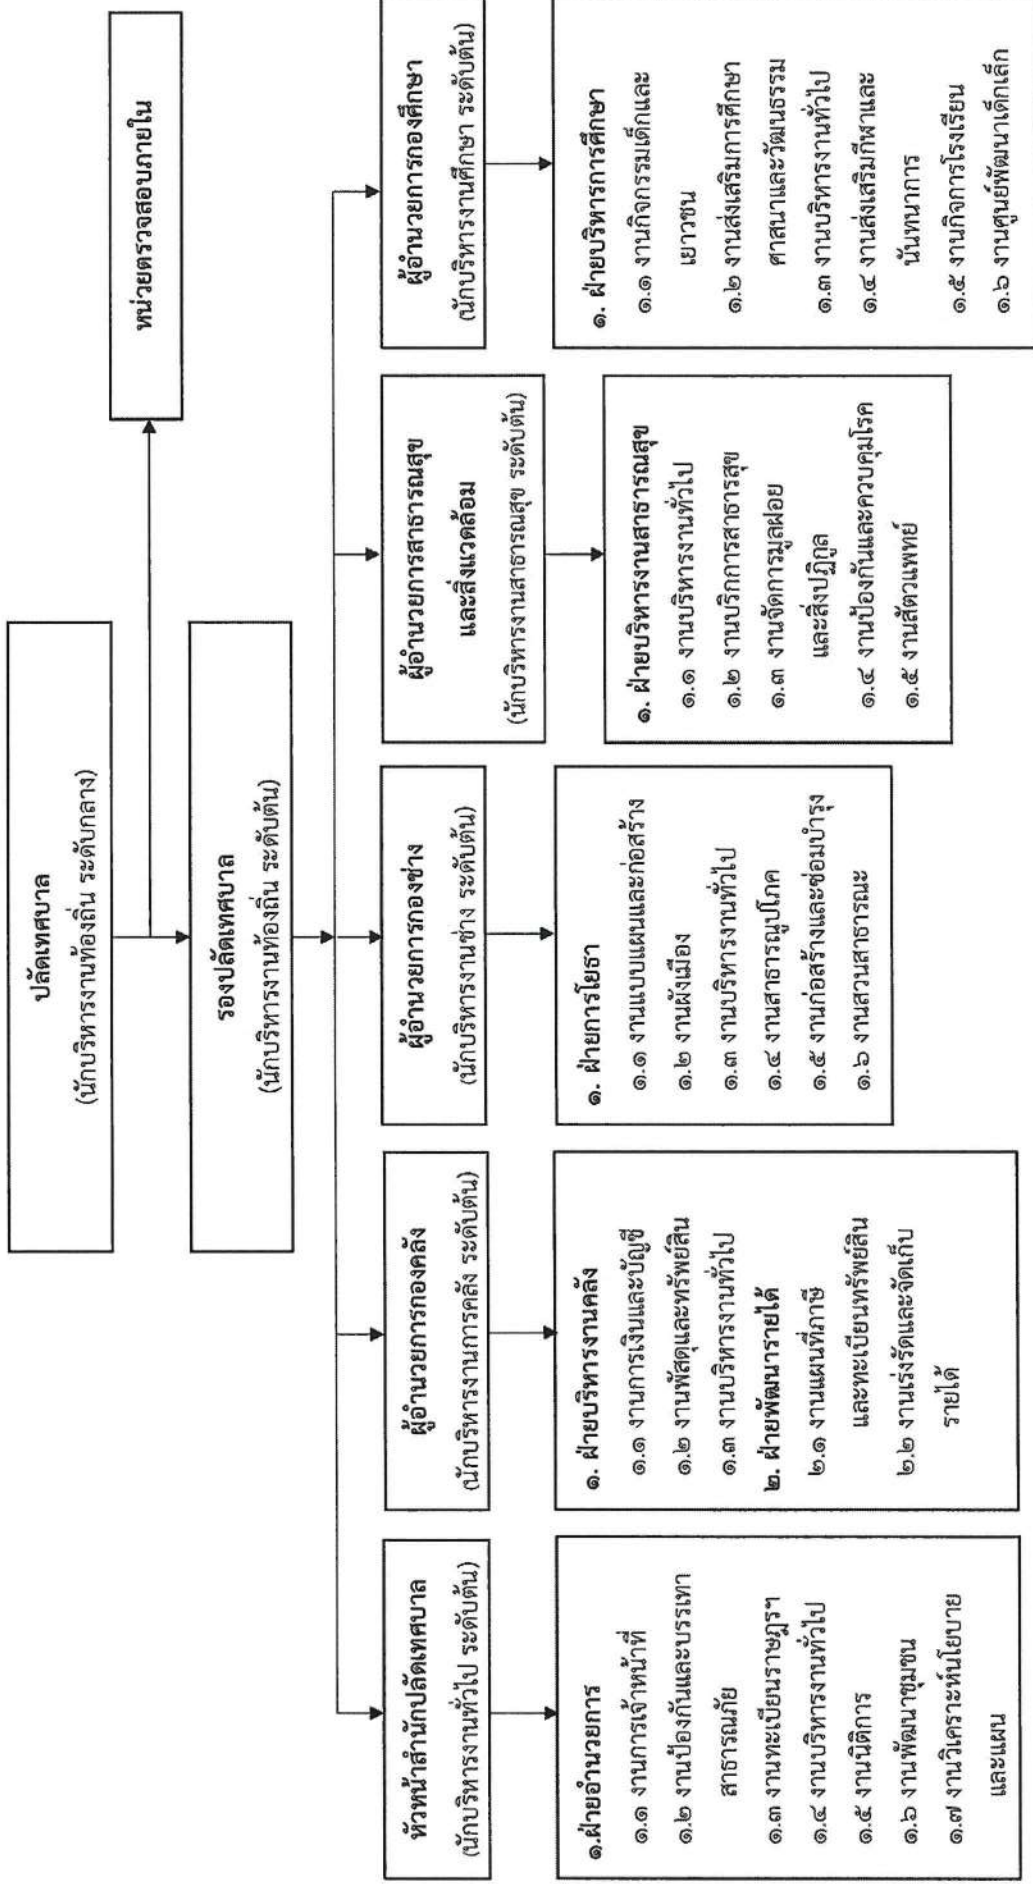 ปลัดเทศบาล
(นักบริหารงานท้องถิ่น ระดับกลาง)
หน่วยตรวจสอบภายใน
รองปลัดเทศบาล
(นักบริหารงานท้องถิ่น ระดับต้น)
หัวหน้าสำนักปลัดเทศบาล
(นักบริหารงานทั่วไป ระดับต้น)
๑.ฝ่ายอำนวยการ
๑.๑ งานการเจ้าหน้าที่
๑.๒ งานป้องกันและบรรเทา
สาธารณภัย
๑.๓ งานทะเบียนราษฎรฯ
๑.๔ งานบริหารงานทั่วไป
๑.๕ งานนิติการ
๑.๖ งานพัฒนาชุมชน
๑.๗ งานวิเคราะห์นโยบาย
และแผน
ผู้อำนวยการกองคลัง
(นักบริหารงานการคลัง ระดับต้น)
๑. ฝ่ายบริหารงานคลัง
๑.๑ งานการเงินและบัญชี
๑.๒ งานพัสดุและทรัพย์สิน
๑.๓ งานบริหารงานทั่วไป
๒. ฝ่ายพัฒนารายได้
๒.๑ งานแผนที่ภาษี
และทะเบียนทรัพย์สิน
๒.๒ งานเร่งรัดและจัดเก็บ
รายได้
ผู้อำนวยการกองช่าง
(นักบริหารงานช่าง ระดับต้น)
๑. ฝ่ายการโยธา
๑.๑ งานแบบแผนและก่อสร้าง
๑.๒ งานผังเมือง
๑.๓ งานบริหารงานทั่วไป
๑.๔ งานสาธารณูปโภค
๑.๕ งานก่อสร้างและซ่อมบำรุง
๑.๖ งานสวนสาธารณะ
ผู้อำนวยการสาธารณสุข
และสิ่งแวดล้อม
(นักบริหารงานสาธารณสุข ระดับต้น)
๑. ฝ่ายบริหารงานสาธารณสุข
๑.๑ งานบริหารงานทั่วไป
๑.๒ งานบริการสาธารสุข
๑.๓ งานจัดการมูลฝอย
และสิ่งปฏิกูล
๑.๔ งานป้องกันและควบคุมโรค
๑.๕ งานสัตวแพทย์
ผู้อำนวยการกองศึกษา
(นักบริหารงานศึกษา ระดับต้น)
๑. ฝ่ายบริหารการศึกษา
๑.๑ งานกิจกรรมเด็กและ
เยาวชน
๑.๒ งานส่งเสริมการศึกษา
ศาสนาและวัฒนธรรม
๑.๓ งานบริหารงานทั่วไป
๑.๔ งานส่งเสริมกีฬาและ
นันทนาการ
๑.๕ งานกิจการโรงเรียน
๑.๖ งานศูนย์พัฒนาเด็กเล็ก